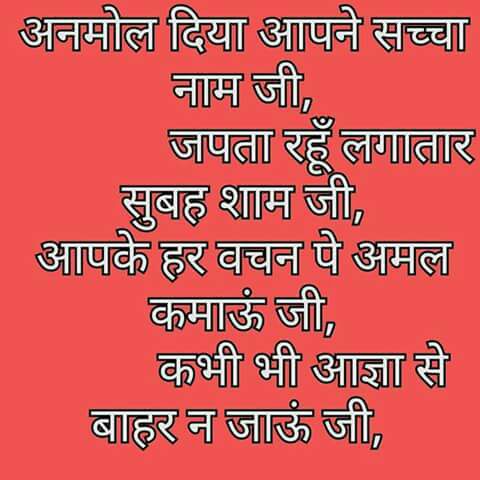 अनमोल दिया आपने सच्चा
नाम जी,
जपता रहूँ लगातार
सुबह शाम जी,
आपके हर वचन पे अमल
कमाऊं जी,
कभी भी आज्ञा से
बाहर न जाऊं जी,